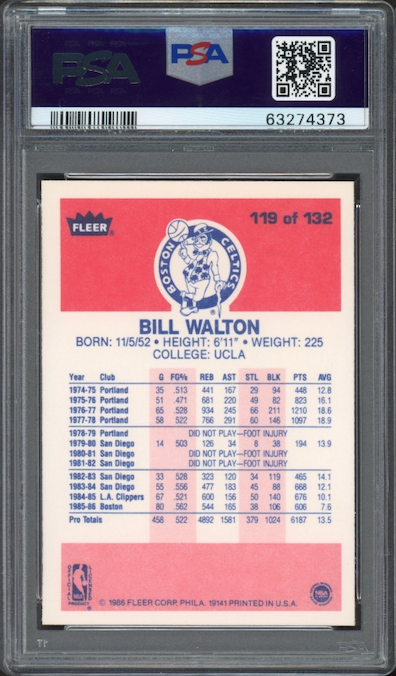 PSA
PSA
63274373
FLEER®
119 of 132
BOSTON CELTICS
BILL WALTON
BORN: 11/5/52 • HEIGHT: 6'11" • WEIGHT: 225
COLLEGE: UCLA
Year Club G FG% REB AST STL BLK PTS AVG
1974-75 Portland 35 .513 441 167 29 94 448 12.8
1975-76 Portland 51 .471 681 220 49 82 823 16.1
1976-77 Portland 65 .528 934 245 66 211 1210 18.6
1977-78 Portland 58 .522 766 291 60 146 1097 18.9
1978-79 Portland DID NOT PLAY—FOOT INJURY
1979-80 San Diego 14 .503 126 34 8 38 194 13.9
1980-81 San Diego DID NOT PLAY—FOOT INJURY
1981-82 San Diego DID NOT PLAY—FOOT INJURY
1982-83 San Diego 33 .528 323 120 34 119 465 14.1
1983-84 San Diego 55 .556 477 183 45 88 668 12.1
1984-85 L.A. Clippers 67 .521 600 156 50 140 676 10.1
1985-86 Boston 80 .562 544 165 38 106 606 7.6
Pro Totals 458 .522 4892 1581 379 1024 6187 13.5
OFFICIAL NBA PRODUCT
© 1986 FLEER CORP. PHILA. 19141 PRINTED IN U.S.A.